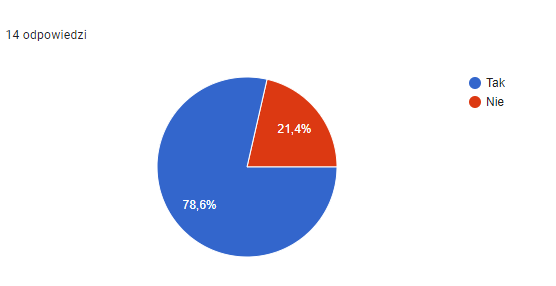 14 odpowiedzi
Tak
Nie
21,4%
78,6%